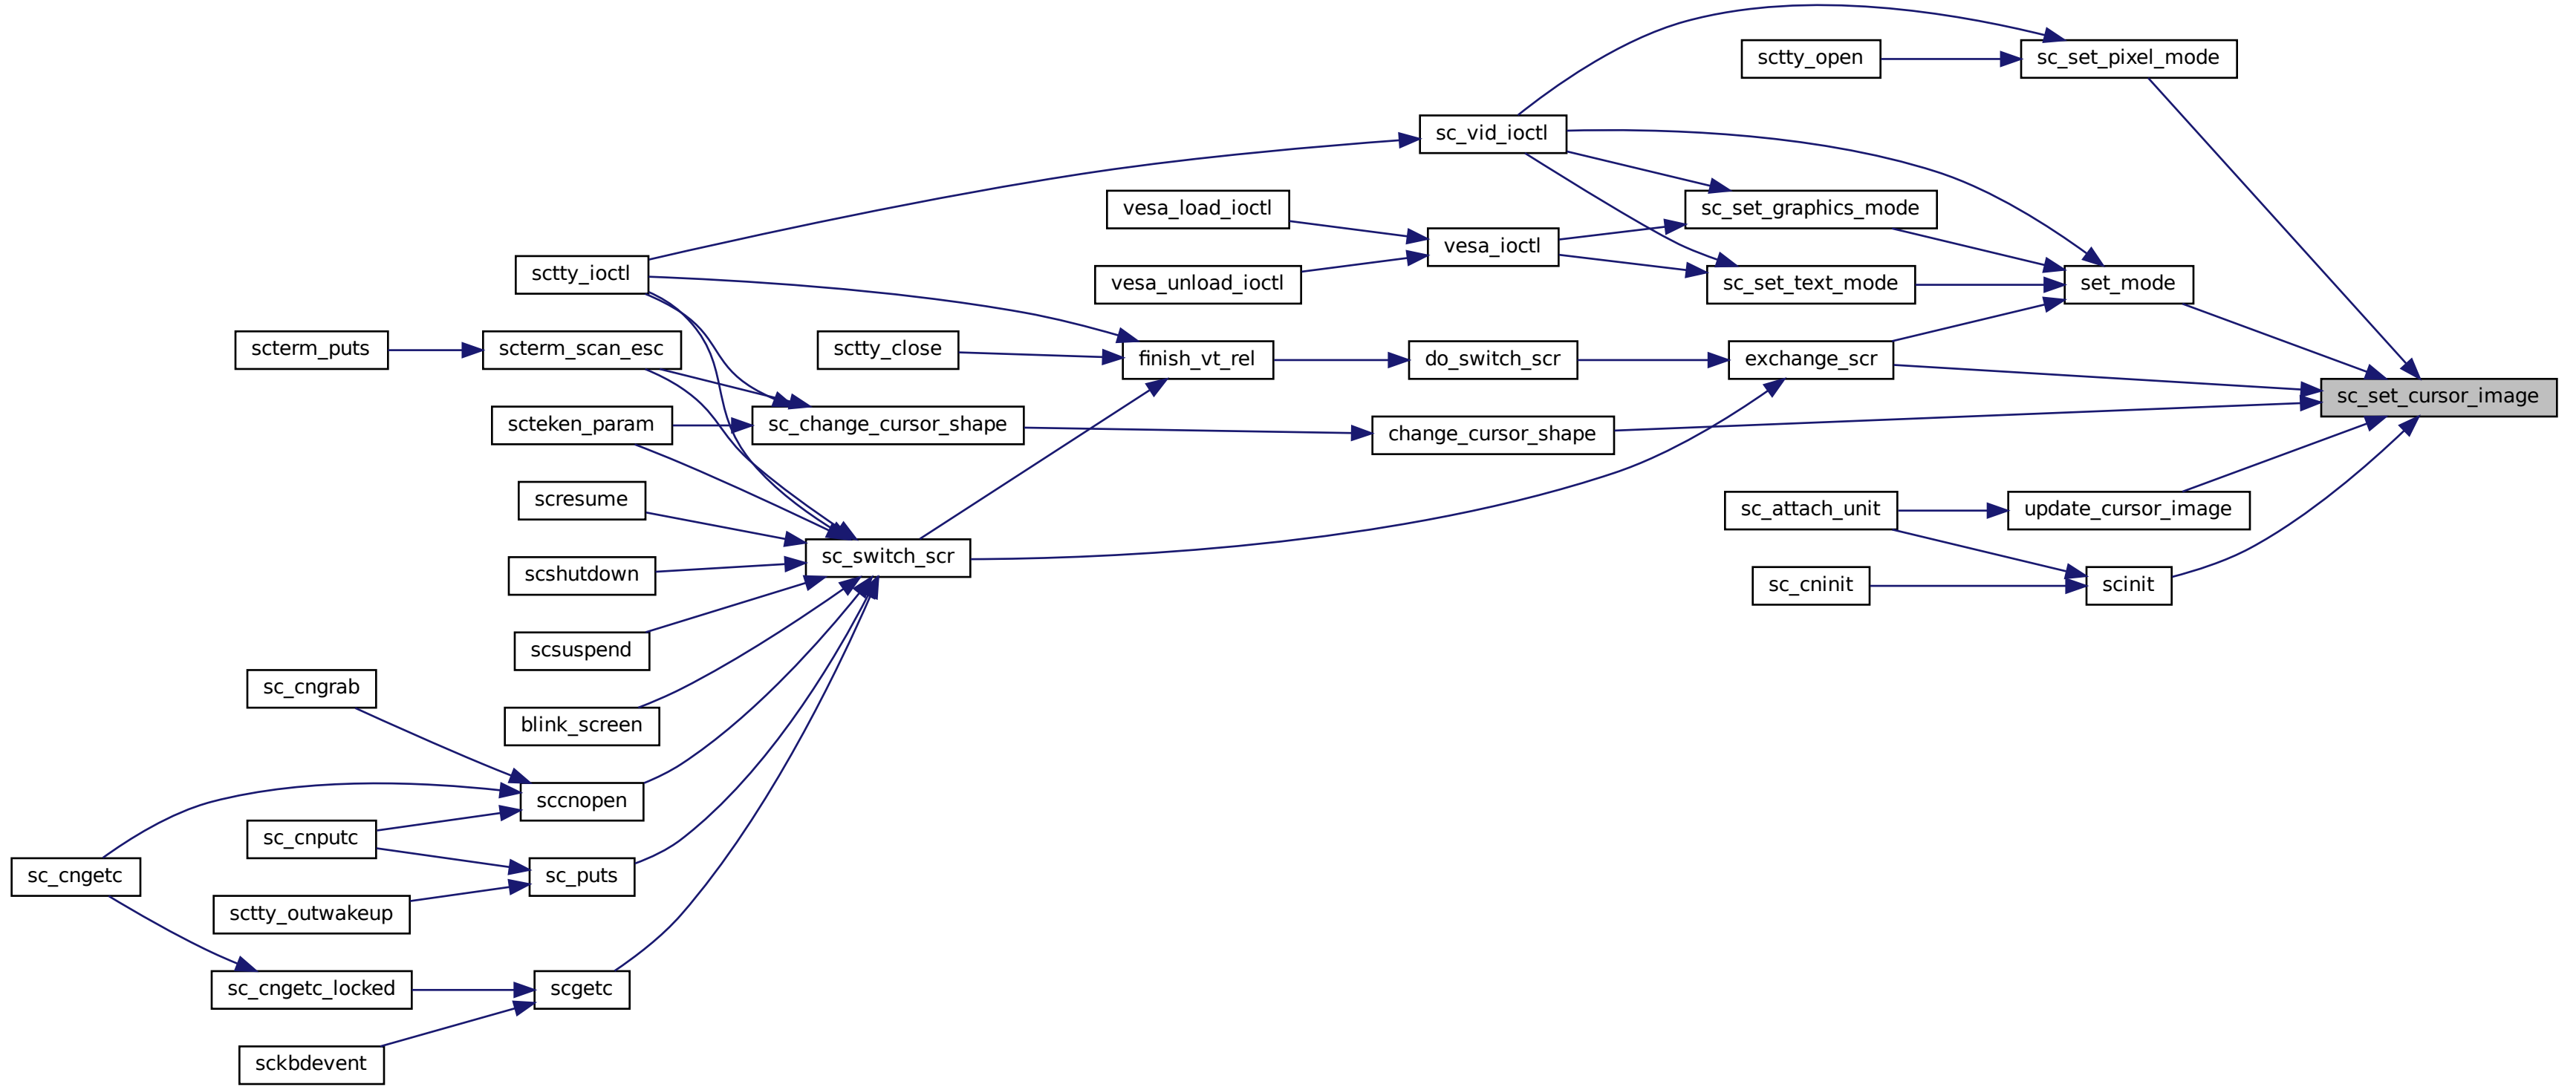 sc_set_pixel_mode
sctty_open
sc_vid_ioctl
vesa_load_ioctl
sc_set_graphics_mode
vesa_ioctl
sctty_ioctl
vesa_unload_ioctl
sc_set_text_mode
set_mode
scterm_puts
scterm_scan_esc
sctty_close
finish_vt_rel
do_switch_scr
exchange_scr
sc_set_cursor_image
scteken_param
sc_change_cursor_shape
change_cursor_shape
scresume
sc_attach_unit
update_cursor_image
sc_switch_scr
scshutdown
sc_cninit
scinit
scsuspend
sc_cngrab
blink_screen
sccnopen
sc_cnputc
sc_cngetc
sc_puts
sctty_outwakeup
sc_cngetc_locked
scgetc
sckbdevent